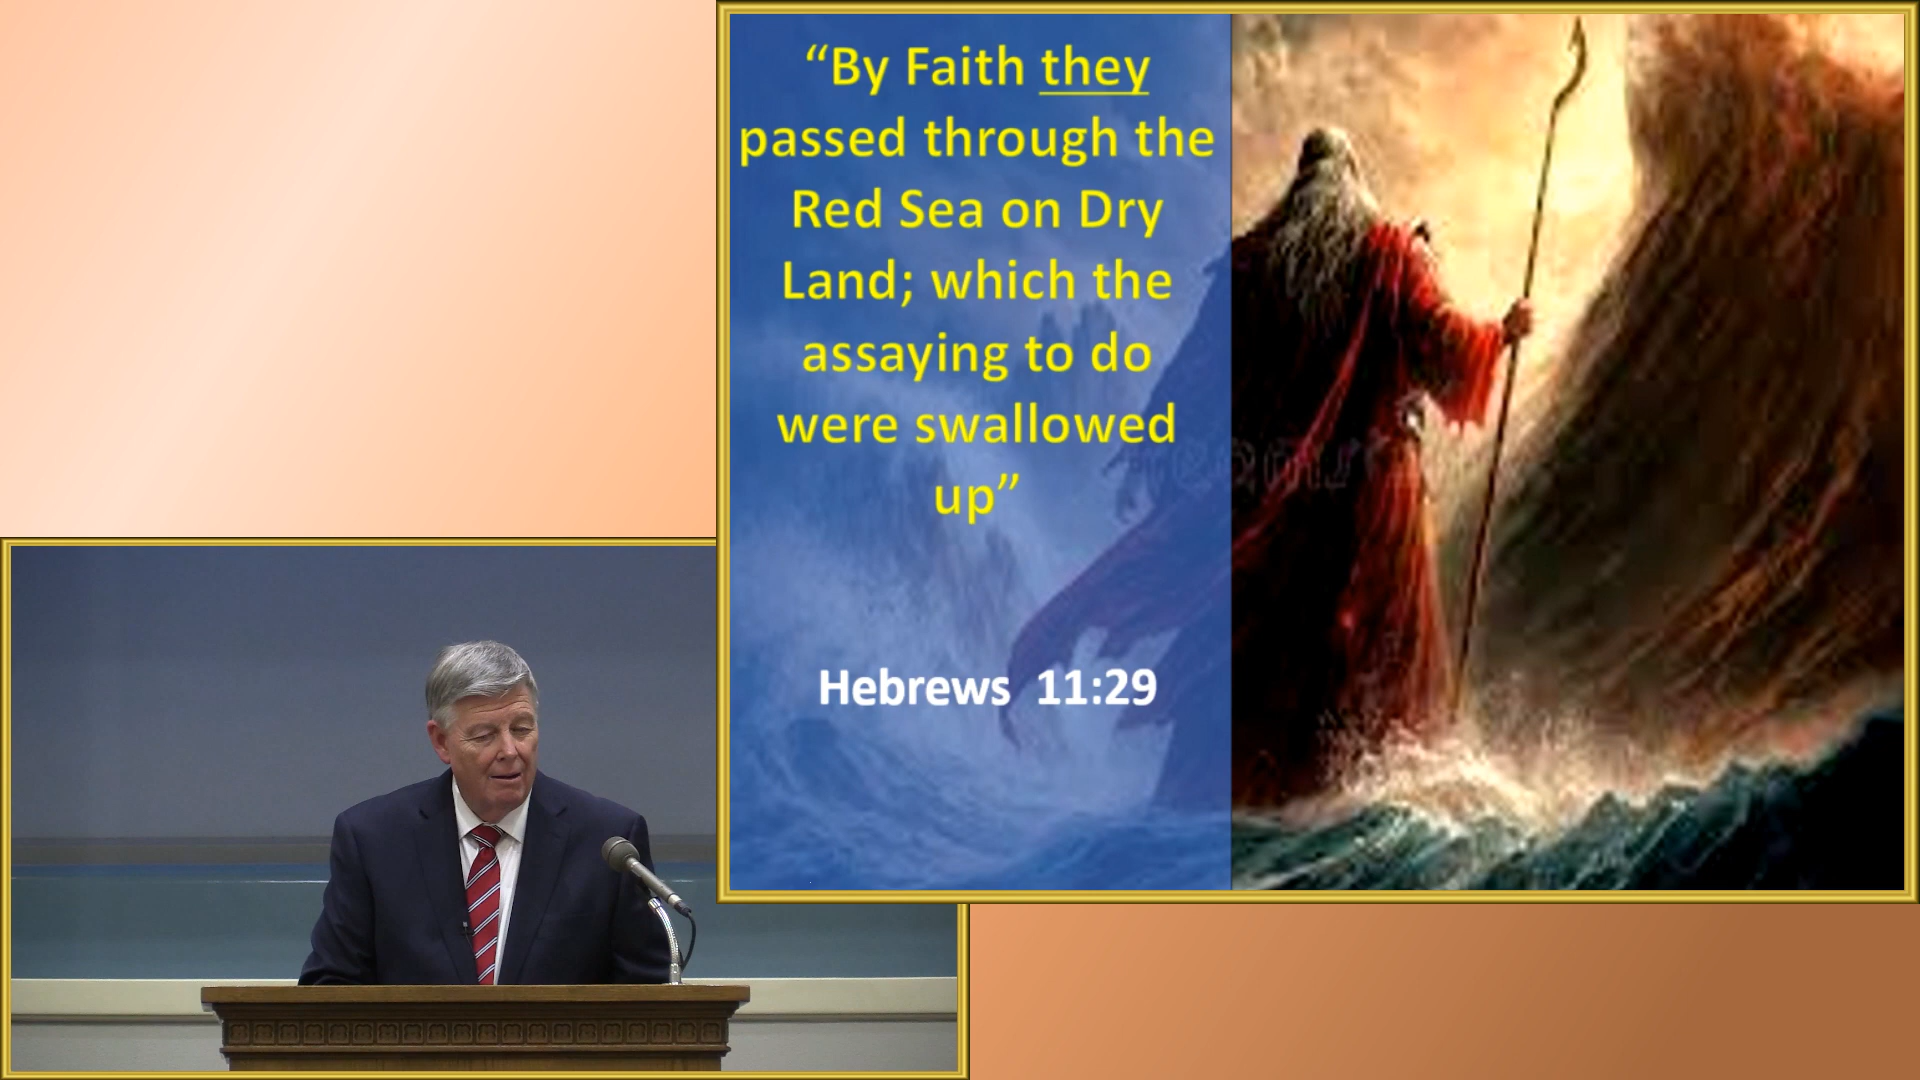 “By Faith they
passed through the
Red Sea on Dry
Land; which the
assaying to do
were swallowed
up”
Hebrews 11:29